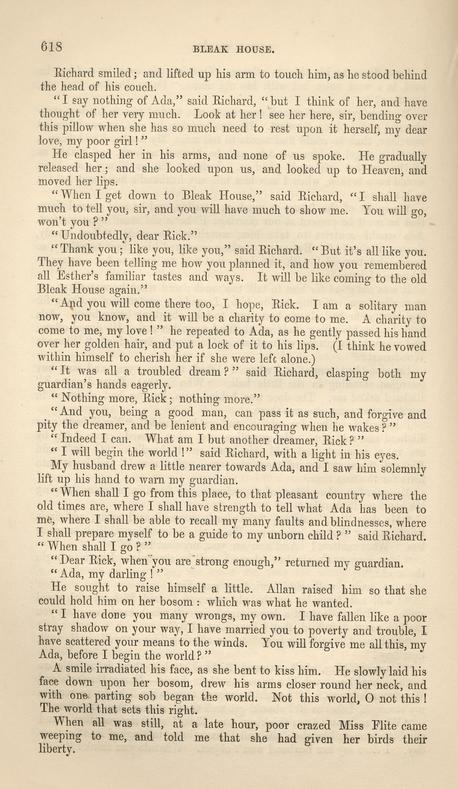 618 BLEAK HOUSE.
Richard smiled; and lifted up his arm to touch him, as he stood behind
the head of his couch.
"I say nothing of Ada," said Richard, "but I think of her, and have
thought of her very much. Look at her! see her here, sir, bending over
this pillow when she has so much need to rest upon it herself, my dear
love, my poor girl!"
He clasped her in his arms, and none of us spoke. He gradually
released her; and she looked upon us, and looked up to Heaven, and
moved her lips.
"When I get down to Bleak House," said Richard, "I shall have
much to tell you, sir, and you will have much to show me. You will go,
won't you?"
"Undoubtedly, dear Rick."
"Thank you; like you, like you," said Richard. "But it's all like you.
They have been telling me how you planned it, and how you remembered
all Esther's familiar tastes and ways. It will be like coming to the old
Bleak House again."
"And you will come there too, I hope, Rick. I am a solitary man
now, you know, and it will be a charity to come to me. A charity to
come to me, my love!" he repeated to Ada, as he gently passed his hand
over her golden hair, and put a lock of it to his lips. (I think he vowed
within himself to cherish her if she were left alone.)
"It was all a troubled dream?" said Richard, clasping both my
guardian's hands eagerly.
"Nothing more, Rick; nothing more."
"And you, being a good man, can pass it as such, and forgive and
pity the dreamer, and be lenient and encouraging when he wakes?"
"Indeed I can. What am I but another dreamer, Rick?"
"I will begin the world!" said Richard, with a light in his eyes.
My husband drew a little nearer towards Ada, and I saw him solemnly
lift up his hand to warn my guardian.
"When shall I go from this place, to that pleasant country where the
old times are, where I shall have strength to tell what Ada has been to
me, where I shall be able to recall my many faults and blindnesses, where
I shall prepare myself to be a guide to my unborn child?" said Richard.
"When shall I go?"
"Dear Rick, when you are strong enough," returned my guardian.
"Ada, my darling!"
He sought to raise himself a little. Allan raised him so that she
could hold him on her bosom: which was what he wanted.
"I have done you many wrongs, my own. I have fallen like a poor
stray shadow on your way, I have married you to poverty and trouble, I
have scattered your means to the winds. You will forgive me all this, my
Ada, before I begin the world?"
A smile irradiated his face, as she bent to kiss him. He slowly laid his
face down upon her bosom, drew his arms closer round her neck, and
with one parting sob began the world. Not this world, O not this!
The world that sets this right.
When all was still, at a late hour, poor crazed Miss Flite came
weeping to me, and told me that she had given her birds their
liberty.